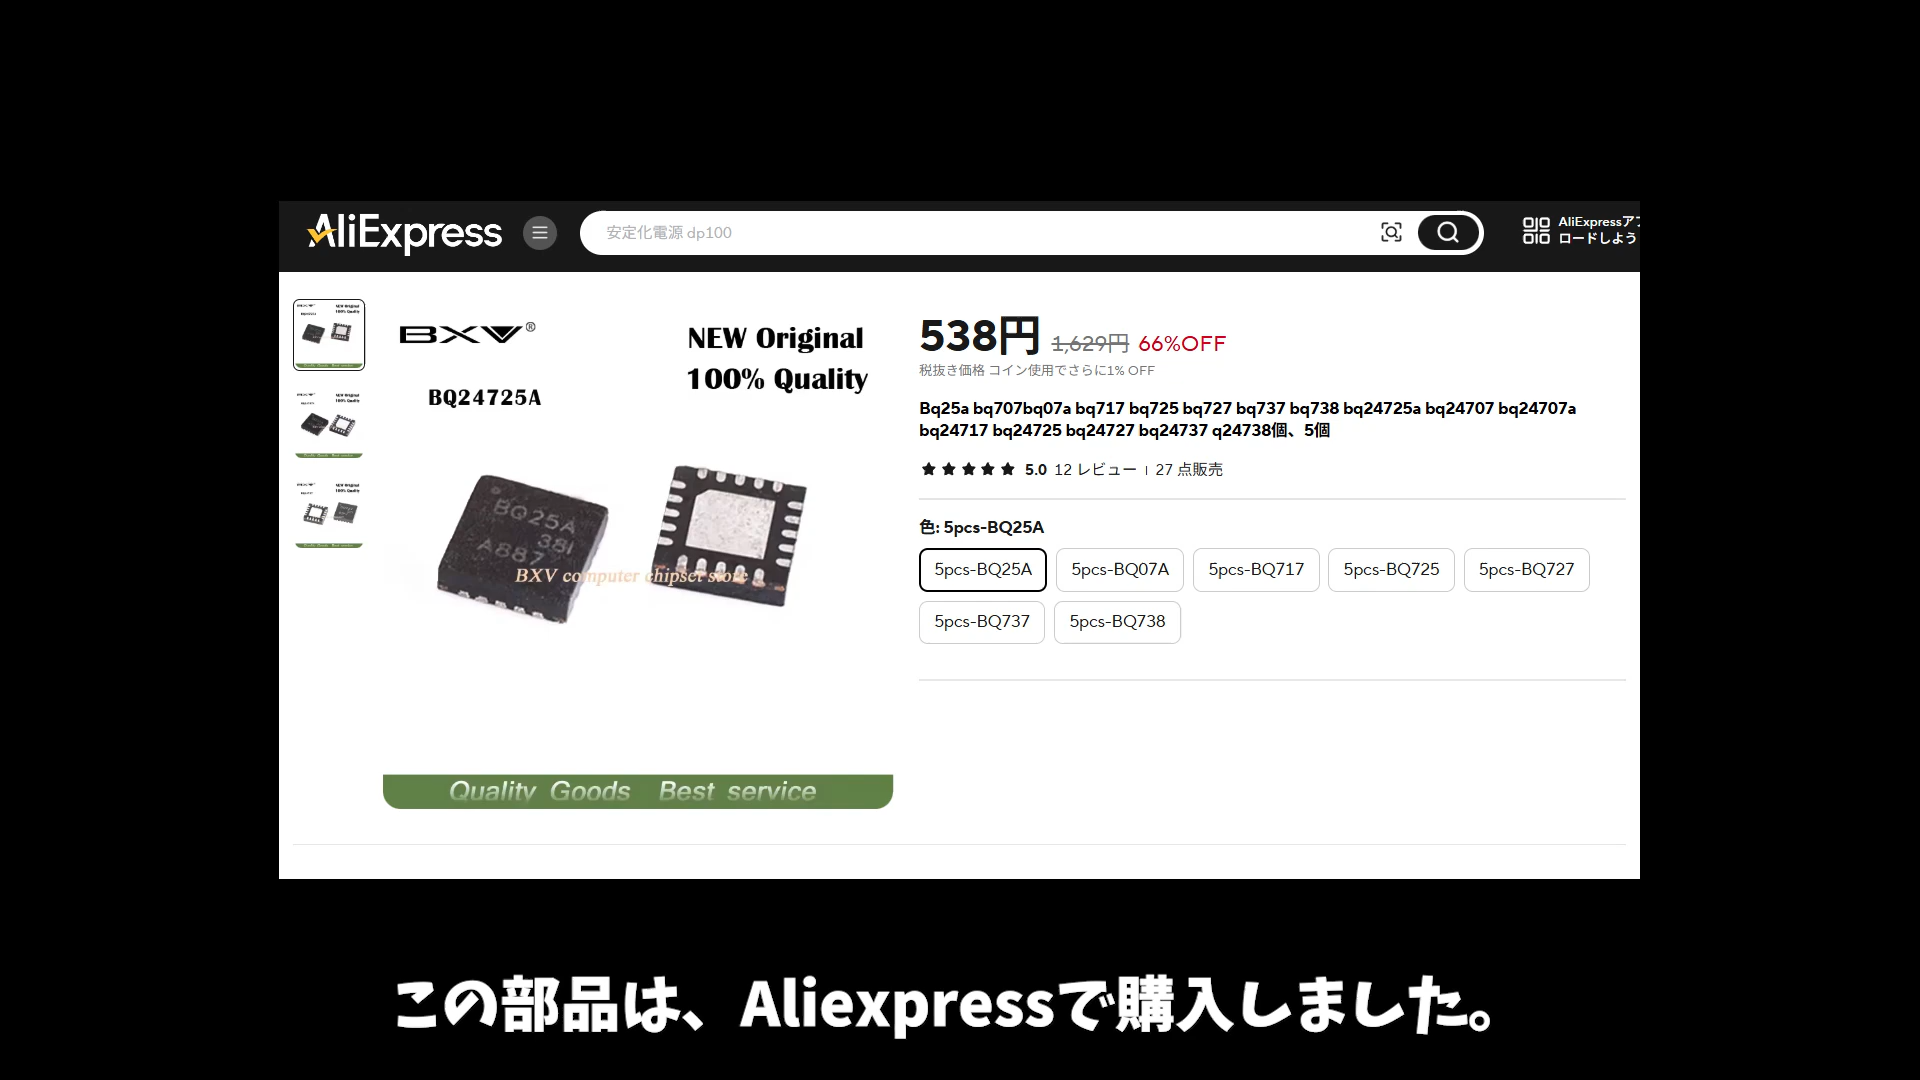 AliExpress
安定化電源 dp100
AliExpressアプ
ロードしよう
BXV®
NEW Original
100% Quality
BQ24725A
BQ25A
38I
A887
BXV computer chipset store
Quality Goods Best service
538円 1,629円 66%OFF
税抜き価格 コイン使用でさらに1% OFF
Bq25a bq707bq07a bq717 bq725 bq727 bq737 bq738 bq24725a bq24707 bq24707a
bq24717 bq24725 bq24727 bq24737 q24738個、5個
5.0 12 レビュー 27 点販売
色: 5pcs-BQ25A
5pcs-BQ25A 5pcs-BQ07A 5pcs-BQ717 5pcs-BQ725 5pcs-BQ727
5pcs-BQ737 5pcs-BQ738
この部品は、Aliexpressで購入しました。